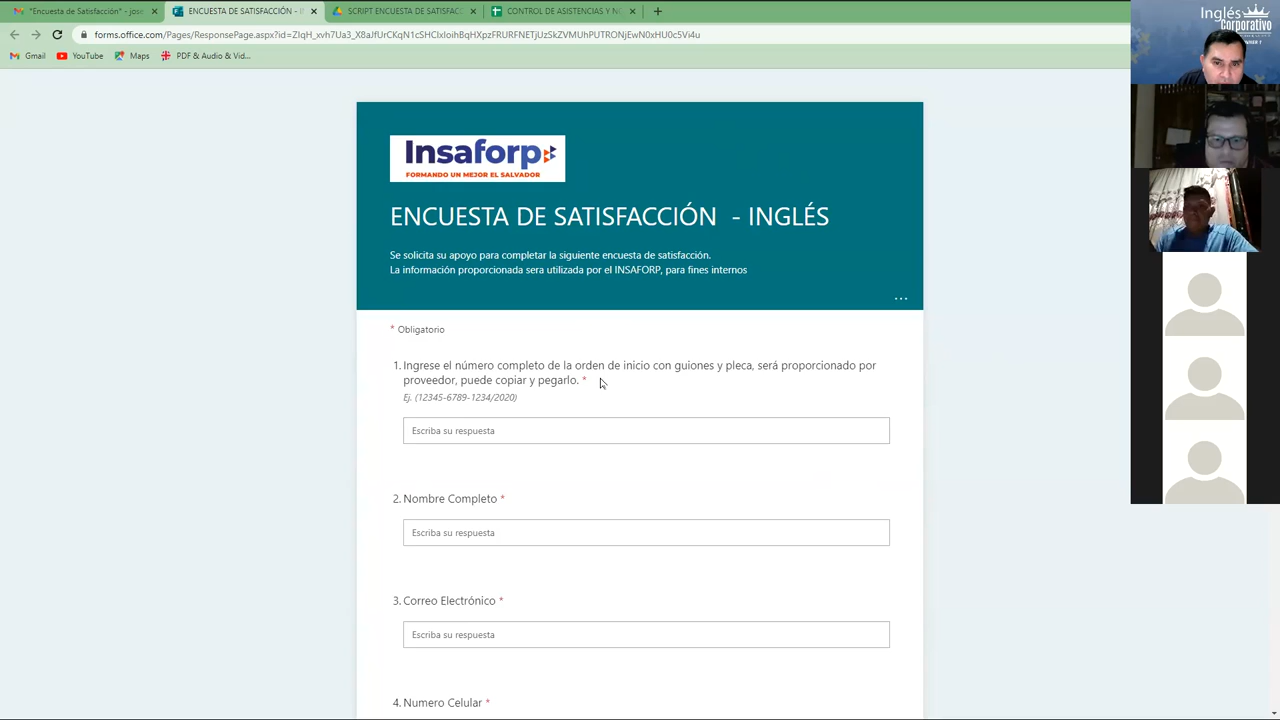 "Encuesta de Satisfacción" - jose
ENCUESTA DE SATISFACCIÓN - I
SCRIPT ENCUESTA DE SATISFAC
CONTROL DE ASISTENCIAS Y N
forms.office.com/Pages/ResponsePage.aspx?id=
Gmail
YouTube
Maps
PDF & Audio & Vid...
Inglés
Corporativo
Insaforp
FORMANDO UN MEJOR EL SALVADOR
ENCUESTA DE SATISFACCIÓN - INGLÉS
Se solicita su apoyo para completar la siguiente encuesta de satisfacción.
La información proporcionada sera utilizada por el INSAFORP, para fines internos
...
* Obligatorio
1. Ingrese el número completo de la orden de inicio con guiones y pleca, será proporcionado por
proveedor, puede copiar y pegarlo. *
Ej. (12345-6789-1234/2020)
Escriba su respuesta
2. Nombre Completo *
Escriba su respuesta
3. Correo Electrónico *
Escriba su respuesta
4. Numero Celular *